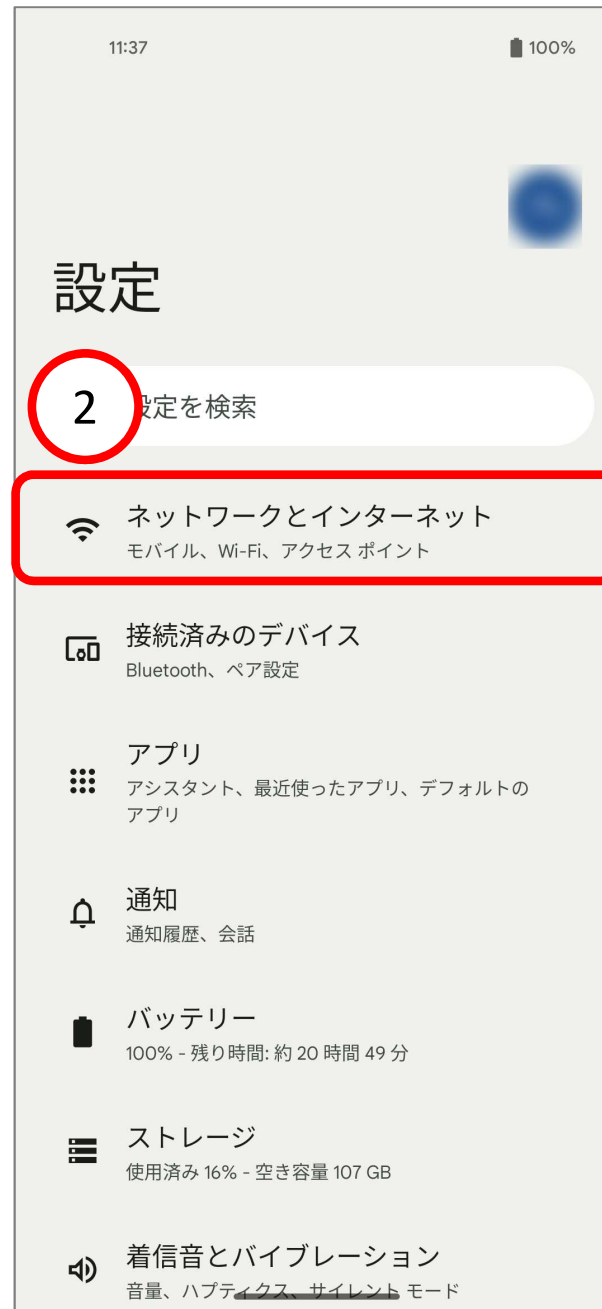 11:37
100%
設定
2
設定を検索
ネットワークとインターネット
モバイル、Wi-Fi、アクセス ポイント
接続済みのデバイス
Bluetooth、ペア設定
アプリ
アシスタント、最近使ったアプリ、デフォルトの
アプリ
通知
通知履歴、会話
バッテリー
100% - 残り時間: 約 20 時間 49 分
ストレージ
使用済み 16% - 空き容量 107 GB
着信音とバイブレーション
音量、ハプティクス、サイレント モード